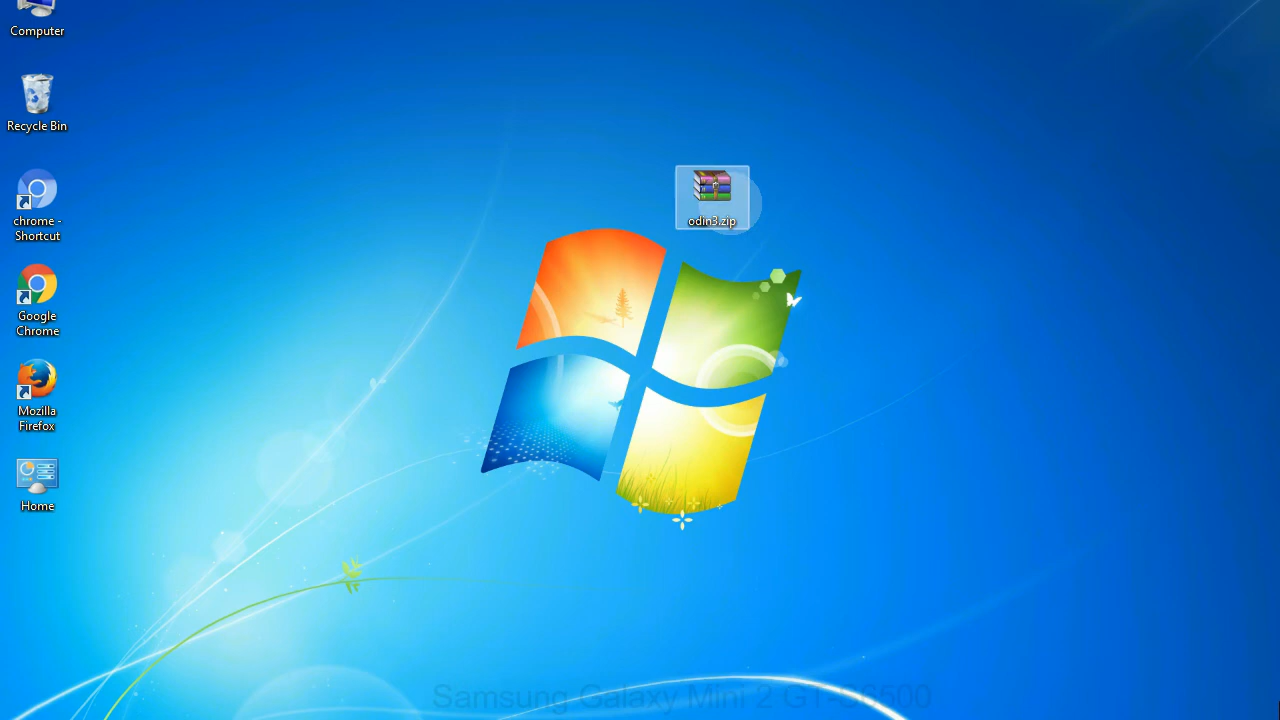 Computer
Recycle Bin
chrome -
Shortcut
Google
Chrome
Mozilla
Firefox
Home
odin3.zip
Samsung Galaxy Mini 2 GT-S6500